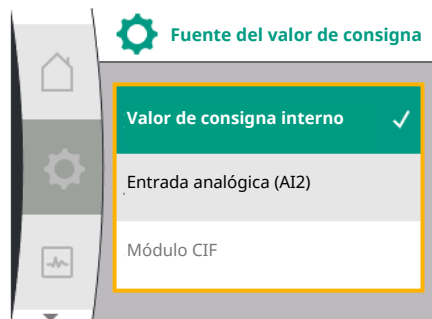 Fuente del valor de consigna
Valor de consigna interno
Entrada analógica (AI2)
Módulo CIF